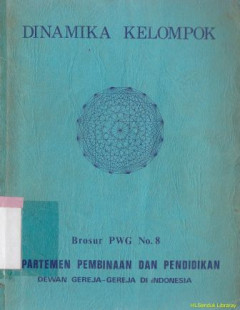 DINAMIKA KELOMPOK
Brosur PWG No. 8
PARTEMEN PEMBINAAN DAN PENDIDIKAN
DEWAN GEREJA-GEREJA DI INDONESIA